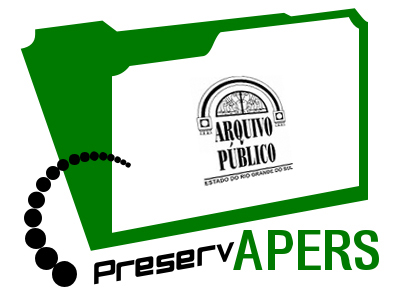 ARQUIVO
PÚBLICO
ESTADO DO RIO GRANDE DO SUL
PreservAPERS